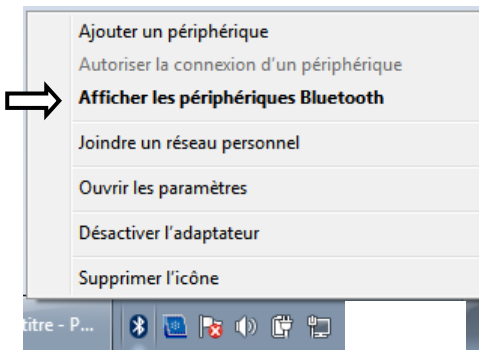 Ajouter un périphérique
Autoriser la connexion d'un périphérique
Afficher les périphériques Bluetooth
Joindre un réseau personnel
Ouvrir les paramètres
Désactiver l'adaptateur
Supprimer l'icône
titre - P...